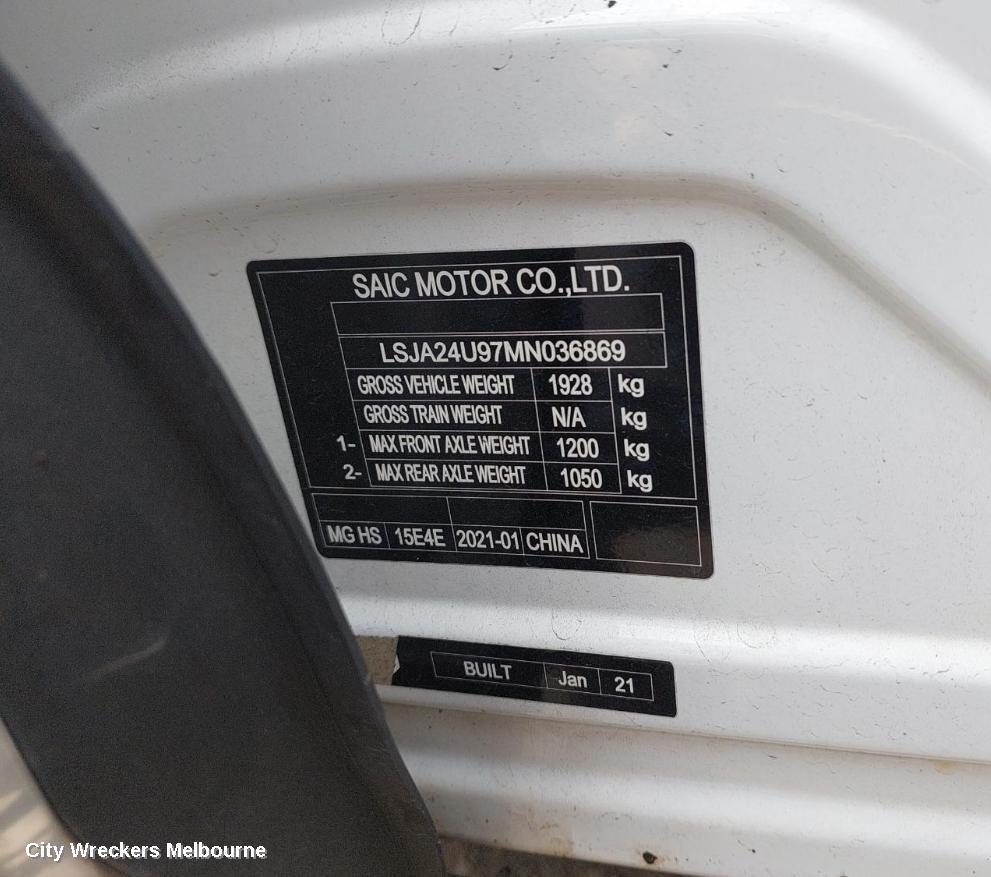 SAIC MOTOR CO.,LTD.
LSJA24U97MN036869
GROSS VEHICLE WEIGHT 1928 kg
GROSS TRAIN WEIGHT N/A kg
1- MAX FRONT AXLE WEIGHT 1200 kg
2- MAX REAR AXLE WEIGHT 1050 kg
MG HS 15E4E 2021-01 CHINA
BUILT Jan 21
City Wreckers Melbourne